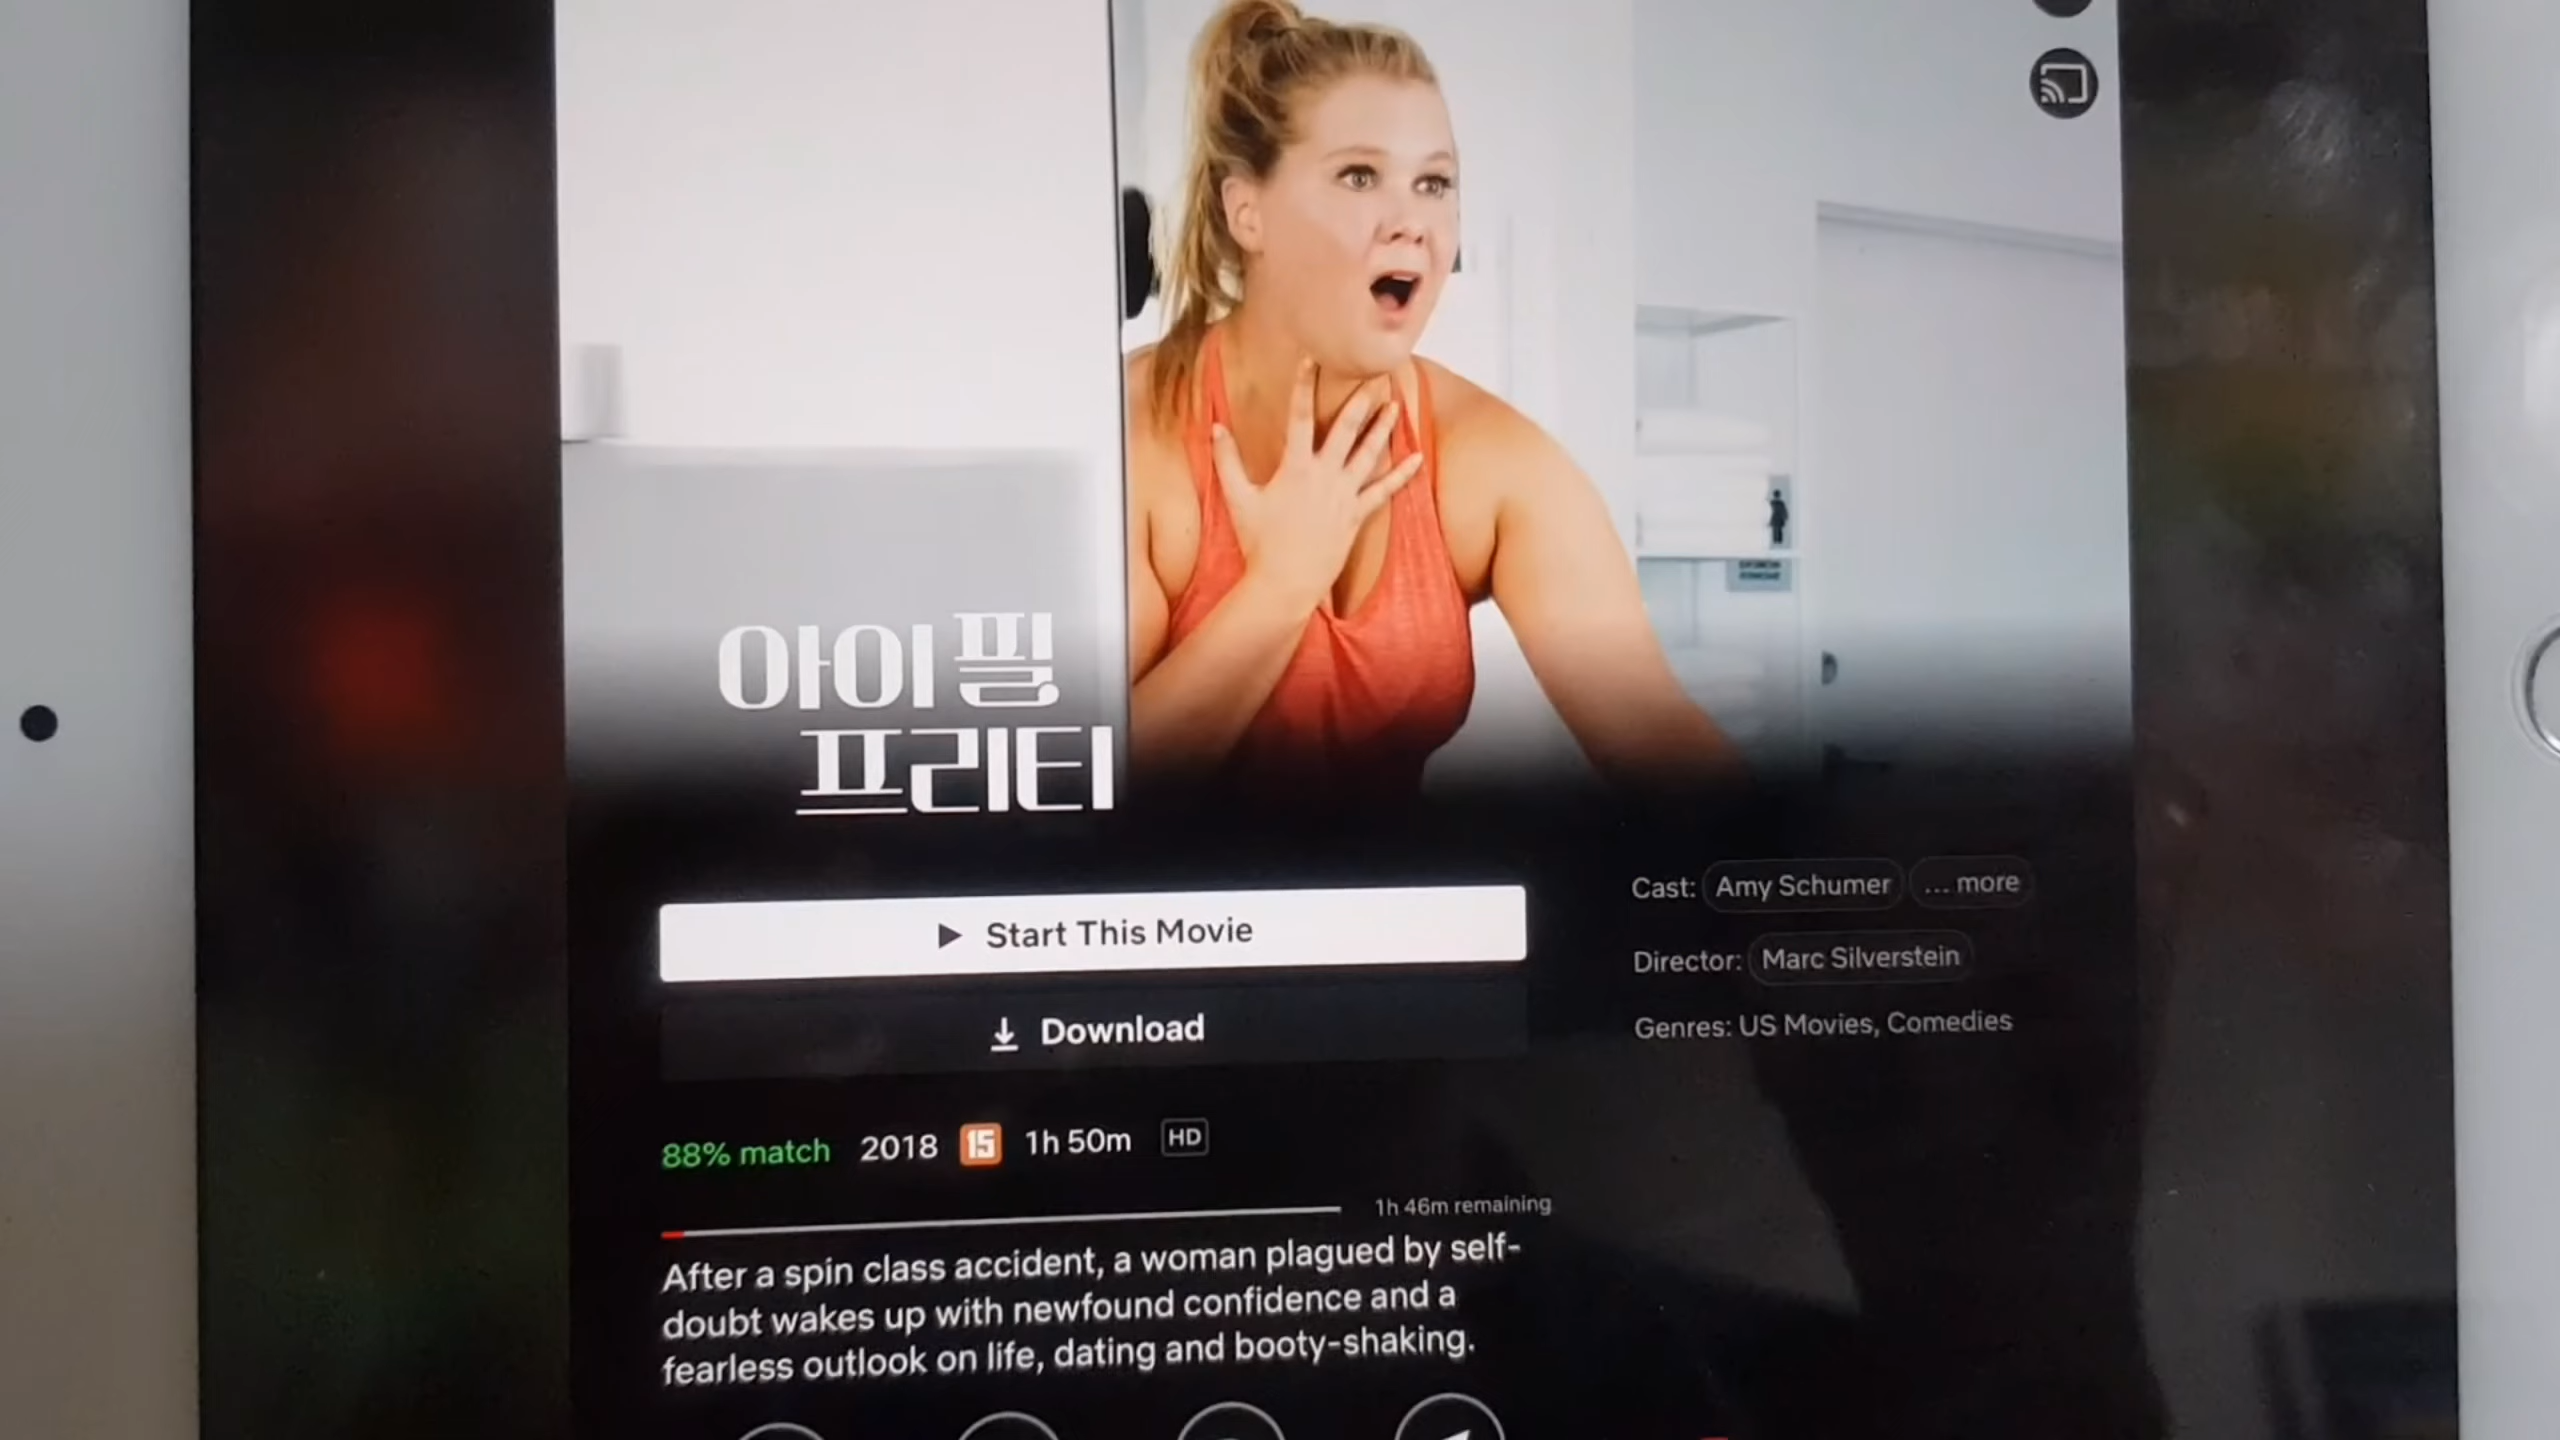 아이 필
프리티
Start This Movie
Download
Cast: Amy Schumer ... more
Director: Marc Silverstein
Genres: US Movies, Comedies
88% match 2018 15 1h 50m HD
1h 46m remaining
After a spin class accident, a woman plagued by self-
doubt wakes up with newfound confidence and a
fearless outlook on life, dating and booty-shaking.